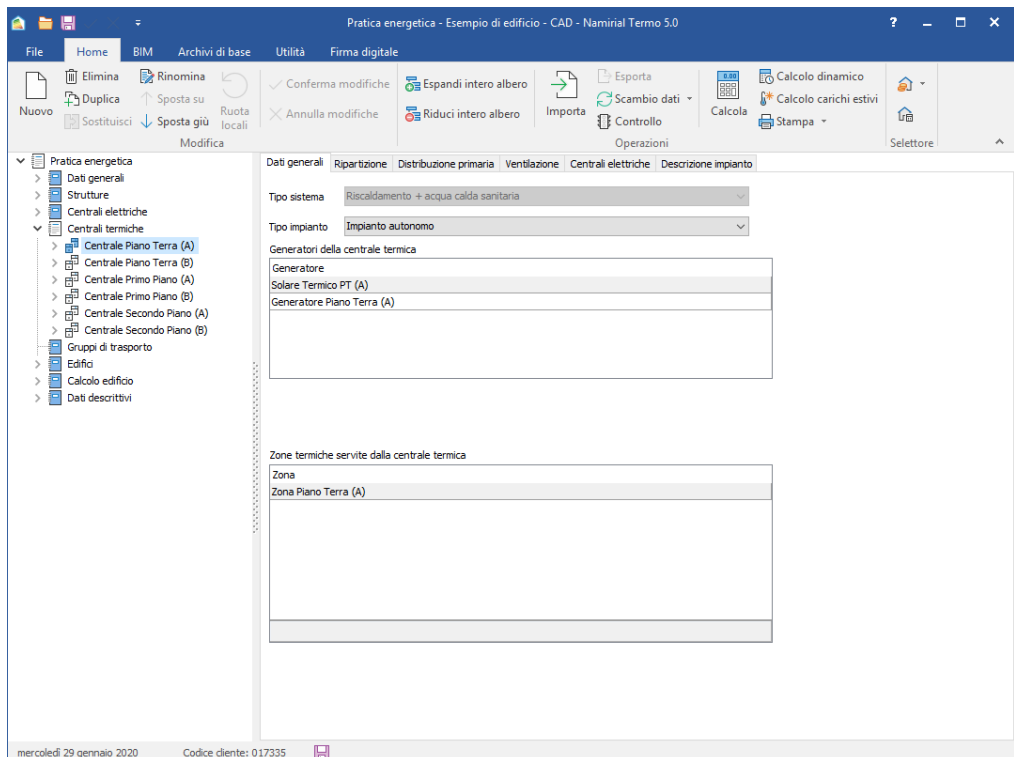 Pratica energetica - Esempio di edificio - CAD - Namirial Termo 5.0
File Home BIM Archivi di base Utilità Firma digitale
Nuovo
Elimina
Duplica
Sostituisci
Rinomina
Sposta su
Sposta giù
Ruota
locali
Modifica
Conferma modifiche
Annulla modifiche
Espandi intero albero
Riduci intero albero
Importa
Esporta
Scambio dati
Controllo
Operazioni
0.00
Calcola
Calcolo dinamico
Calcolo carichi estivi
Stampa
Selettore
Pratica energetica
Dati generali
Strutture
Centrali elettriche
Centrali termiche
Centrale Piano Terra (A)
Centrale Piano Terra (B)
Centrale Primo Piano (A)
Centrale Primo Piano (B)
Centrale Secondo Piano (A)
Centrale Secondo Piano (B)
Gruppi di trasporto
Edifici
Calcolo edificio
Dati descrittivi
Dati generali Ripartizione Distribuzione primaria Ventilazione Centrali elettriche Descrizione impianto
Tipo sistema Riscaldamento + acqua calda sanitaria
Tipo impianto Impianto autonomo
Generatori della centrale termica
Generatore
Solare Termico PT (A)
Generatore Piano Terra (A)
Zone termiche servite dalla centrale termica
Zona
Zona Piano Terra (A)
mercoledì 29 gennaio 2020 Codice cliente: 017335